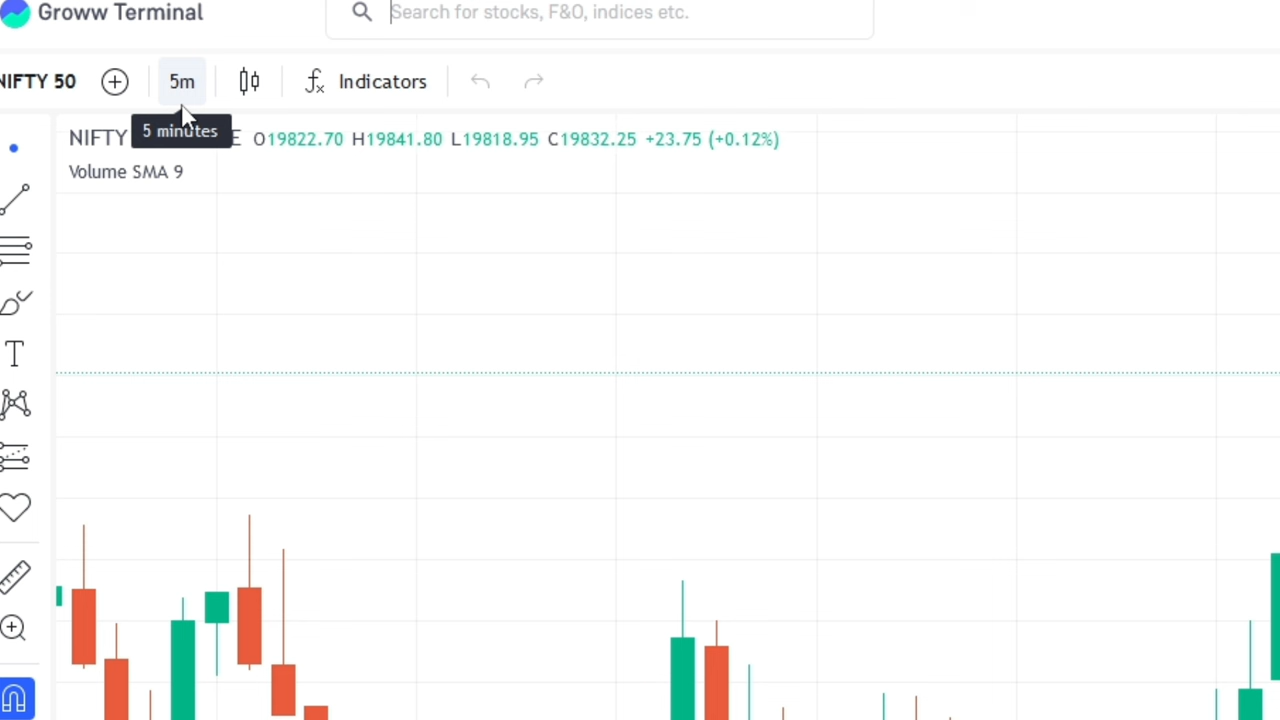 Groww Terminal
Search for stocks, F&O, indices etc.
NIFTY 50
5m
Indicators
5 minutes
NIFTY E O19822.70 H19841.80 L19818.95 C19832.25 +23.75 (+0.12%)
Volume SMA 9